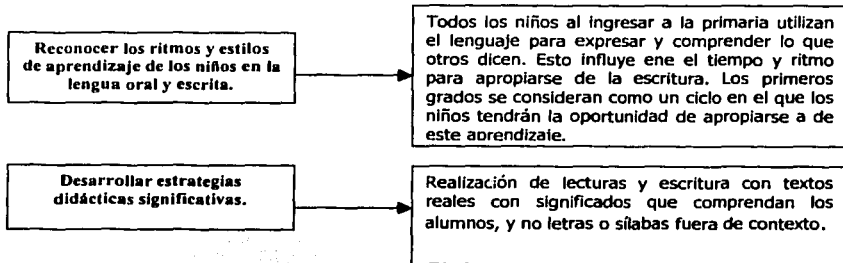 Reconocer los ritmos y estilos
de aprendizaje de los niños en la
lengua oral y escrita.
Todos los niños al ingresar a la primaria utilizan
el lenguaje para expresar y comprender lo que
otros dicen. Esto influye ene el tiempo y ritmo
para apropiarse de la escritura. Los primeros
grados se consideran como un ciclo en el que los
niños tendrán la oportunidad de apropiarse a de
este aprendizaje.
Desarrollar estrategias
didácticas significativas.
Realización de lecturas y escritura con textos
reales con significados que comprendan los
alumnos, y no letras o sílabas fuera de contexto.